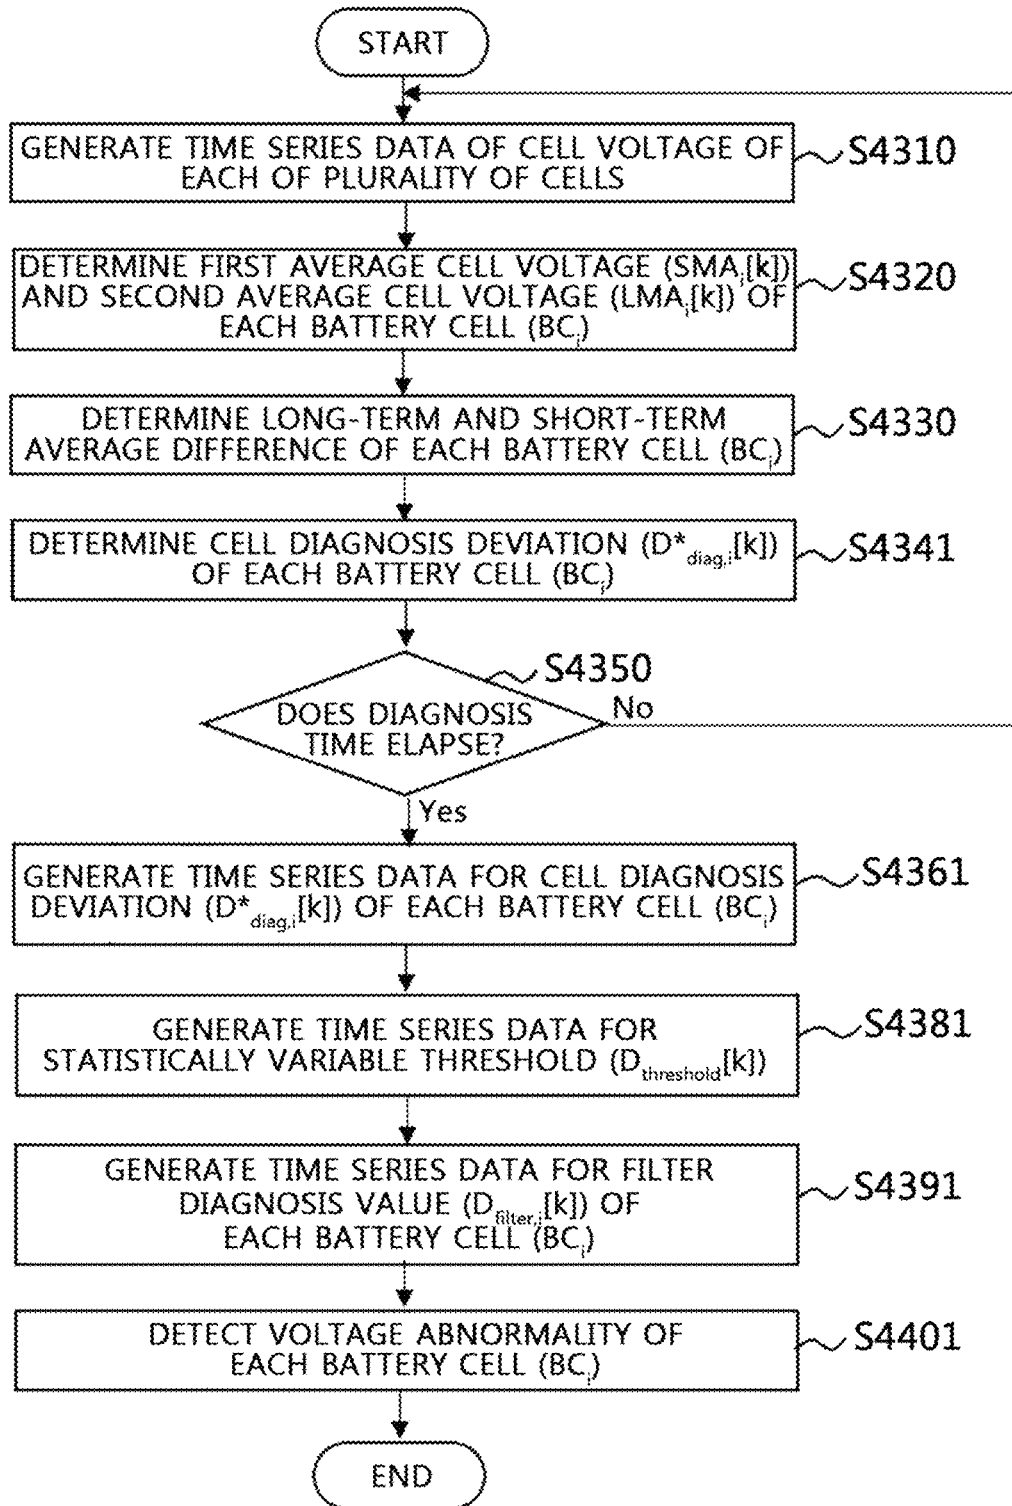 START
GENERATE TIME SERIES DATA OF CELL VOLTAGE OF
EACH OF PLURALITY OF CELLS
S4310
DETERMINE FIRST AVERAGE CELL VOLTAGE (SMAi[k])
AND SECOND AVERAGE CELL VOLTAGE (LMAi[k]) OF
EACH BATTERY CELL (BCi)
S4320
DETERMINE LONG-TERM AND SHORT-TERM
AVERAGE DIFFERENCE OF EACH BATTERY CELL (BCi)
S4330
DETERMINE CELL DIAGNOSIS DEVIATION (D*diag,i[k])
OF EACH BATTERY CELL (BCi)
S4341
S4350
DOES DIAGNOSIS
TIME ELAPSE?
No
Yes
GENERATE TIME SERIES DATA FOR CELL DIAGNOSIS
DEVIATION (D*diag,i[k]) OF EACH BATTERY CELL (BCi)
S4361
GENERATE TIME SERIES DATA FOR
STATISTICALLY VARIABLE THRESHOLD (Dthreshold[k])
S4381
GENERATE TIME SERIES DATA FOR FILTER
DIAGNOSIS VALUE (Dfilter,i[k]) OF
EACH BATTERY CELL (BCi)
S4391
DETECT VOLTAGE ABNORMALITY OF
EACH BATTERY CELL (BCi)
S4401
END